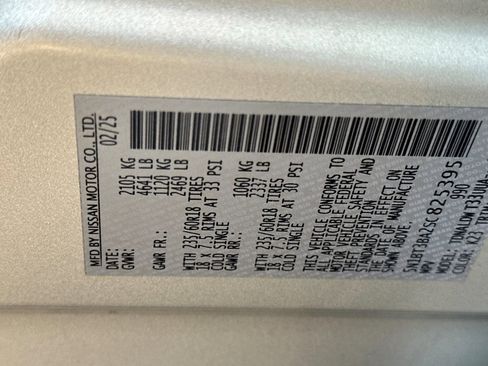 MFD BY NISSAN MOTOR CO., LTD.
DATE: 02/25
GVWR: 2105 KG
4641 LB
GAWR FR.: 1120 KG
2469 LB
WITH 235/60R18 TIRES
18 x 7.5J RIMS AT 33 PSI
COLD SINGLE
GAWR RR.: 1060 KG
2337 LB
WITH 235/60R18 TIRES
18 x 7.5J RIMS AT 30 PSI
COLD SINGLE
THIS VEHICLE CONFORMS TO
ALL APPLICABLE FEDERAL
MOTOR VEHICLE SAFETY AND
THEFT PREVENTION
STANDARDS IN EFFECT ON
THE DATE OF MANUFACTURE
SHOWN ABOVE.
825395
MPV 990
MODEL:
COLOR: K23 TRIM